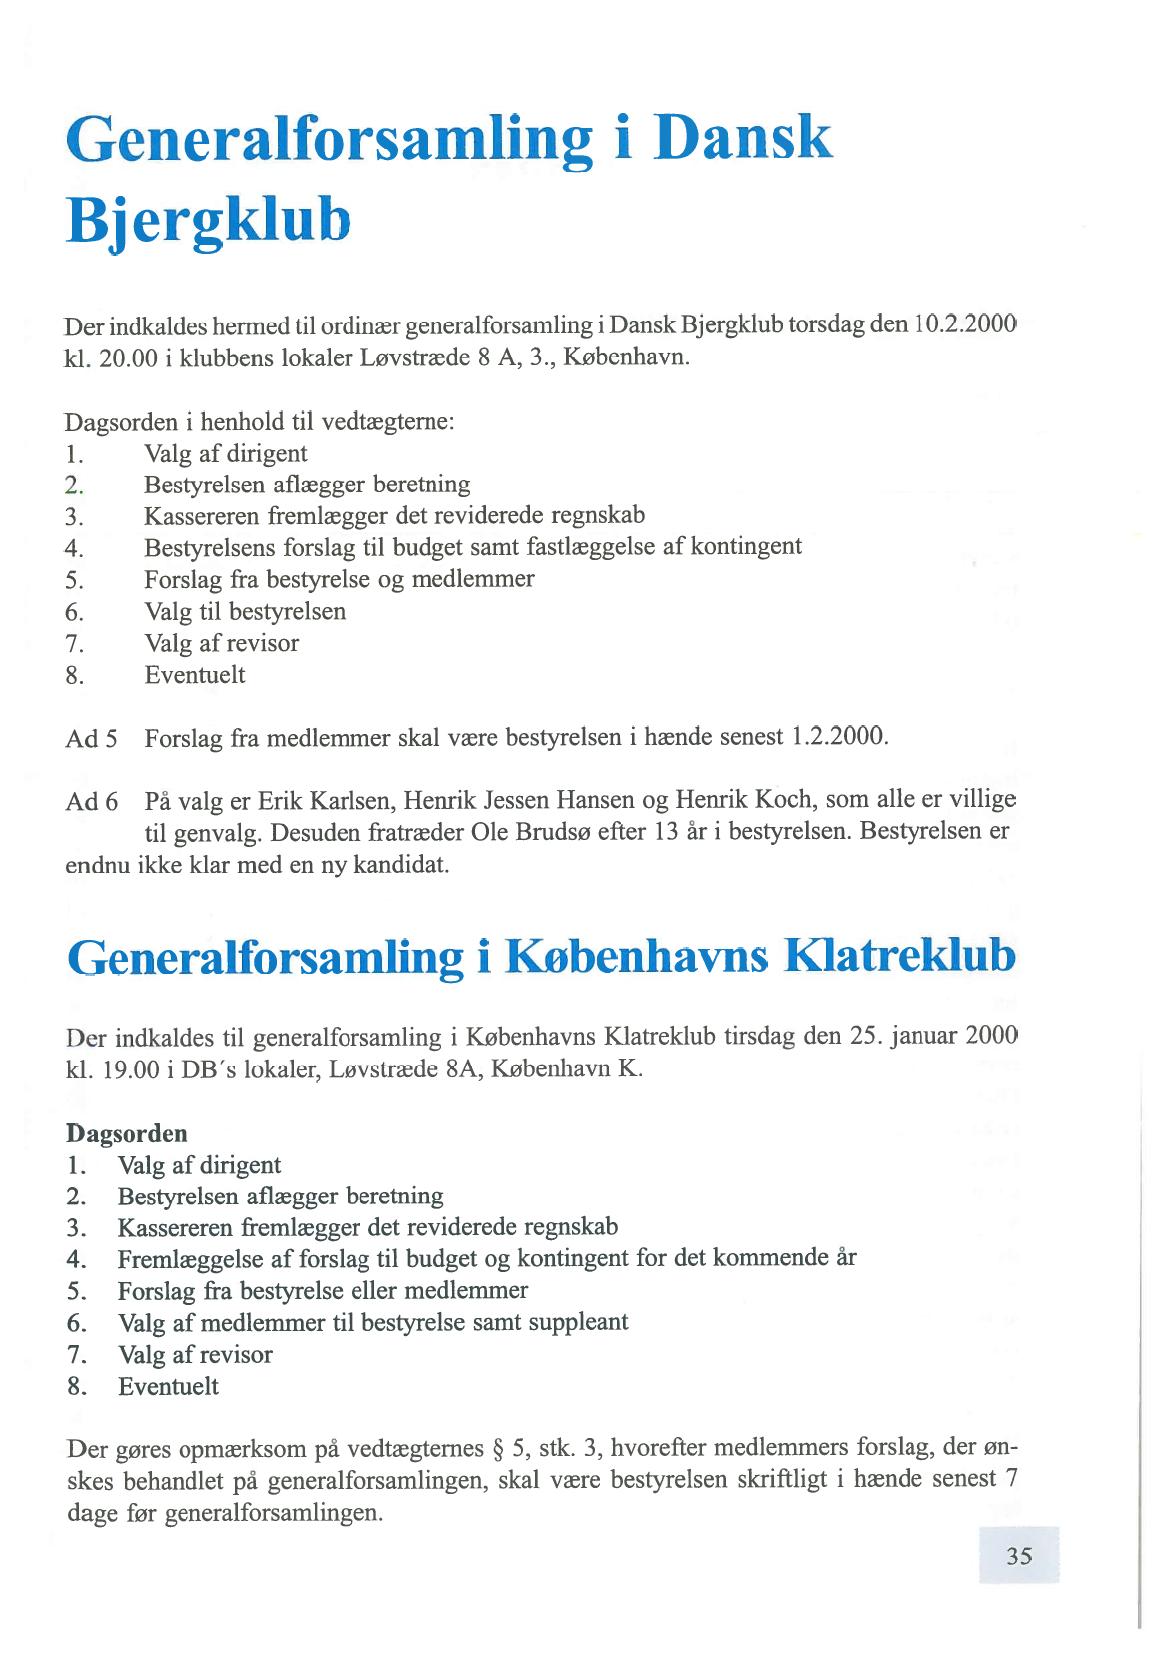 Generalforsamling i Dansk
Bjergklub
Der indkaldes hermed til ordinær generalforsamling i Dansk Bjergklub torsdag den 10.2.2000
kl. 20.00 i klubbens lokaler Løvstræde 8 A, 3., København.
Dagsorden i henhold til vedtægterne:
1. Valg af dirigent
2. Bestyrelsen aflægger beretning
3. Kassereren fremlægger det reviderede regnskab
4. Bestyrelsens forslag til budget samt fastlæggelse af kontingent
5. Forslag fra bestyrelse og medlemmer
6. Valg til bestyrelsen
7. Valg af revisor
8. Eventuelt
Ad 5 Forslag fra medlemmer skal være bestyrelsen i hænde senest 1.2.2000.
Ad 6 På valg er Erik Karlsen, Henrik Jessen Hansen og Henrik Koch, som alle er villige
til genvalg. Desuden fratræder Ole Brudsø efter 13 år i bestyrelsen. Bestyrelsen er
endnu ikke klar med en ny kandidat.
Generalforsamling i Københavns Klatreklub
Der indkaldes til generalforsamling i Københavns Klatreklub tirsdag den 25. januar 2000
kl. 19.00 i DB´s lokaler, Løvstræde 8A, København K.
Dagsorden
1. Valg af dirigent
2. Bestyrelsen aflægger beretning
3. Kassereren fremlægger det reviderede regnskab
4. Fremlæggelse af forslag til budget og kontingent for det kommende år
5. Forslag fra bestyrelse eller medlemmer
6. Valg af medlemmer til bestyrelse samt suppleant
7. Valg af revisor
8. Eventuelt
Der gøres opmærksom på vedtægternes § 5, stk. 3, hvorefter medlemmers forslag, der øn-
skes behandlet på generalforsamlingen, skal være bestyrelsen skriftligt i hænde senest 7
dage før generalforsamlingen.
35